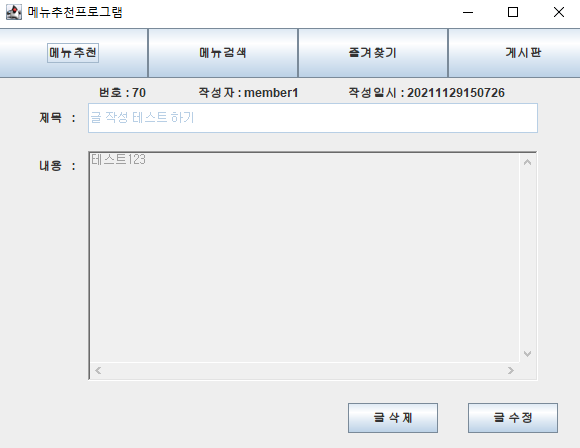 메뉴추천프로그램
메뉴추천 메뉴검색 즐겨찾기 게시판
번호 : 70 작성자 : member1 작성일시 : 20211129150726
제목 : 글 작성 테스트 하기
내용 : 테스트123
글 삭제 글 수정